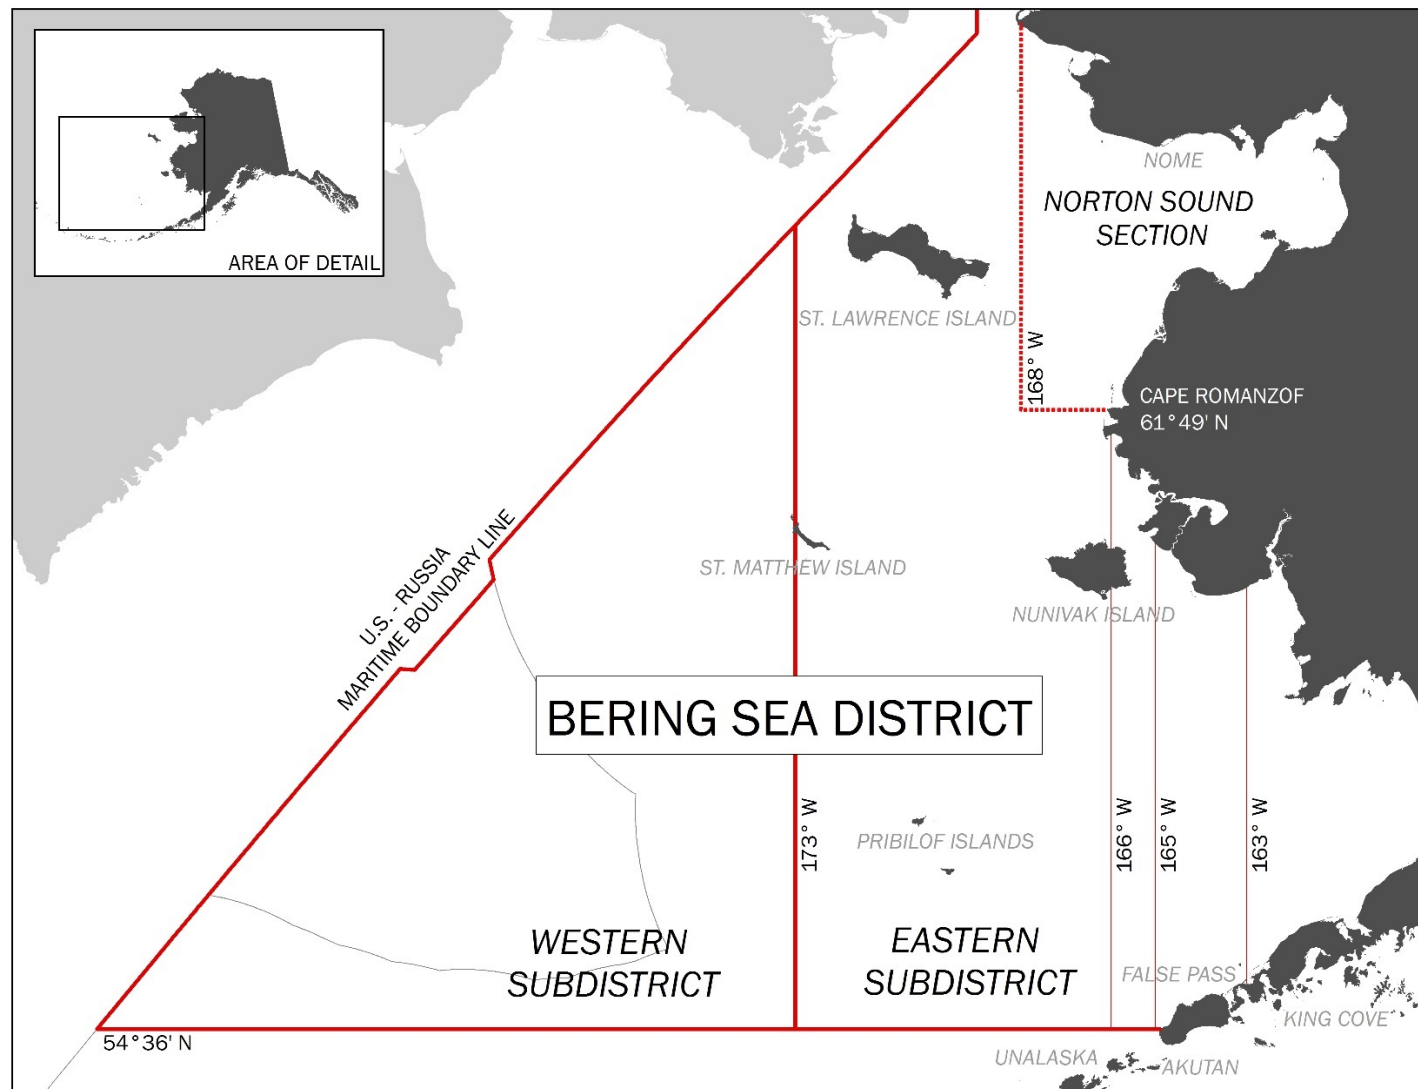 AREA OF DETAIL
NOME
NORTON SOUND
SECTION
ST. LAWRENCE ISLAND
168° W
CAPE ROMANZOF
61°49' N
U.S. - RUSSIA
MARITIME BOUNDARY LINE
ST. MATTHEW ISLAND
NUNIVAK ISLAND
BERING SEA DISTRICT
173° W
PRIBILOF ISLANDS
166° W
165° W
163° W
WESTERN
SUBDISTRICT
EASTERN
SUBDISTRICT
FALSE PASS
KING COVE
54°36' N
UNALASKA
AKUTAN